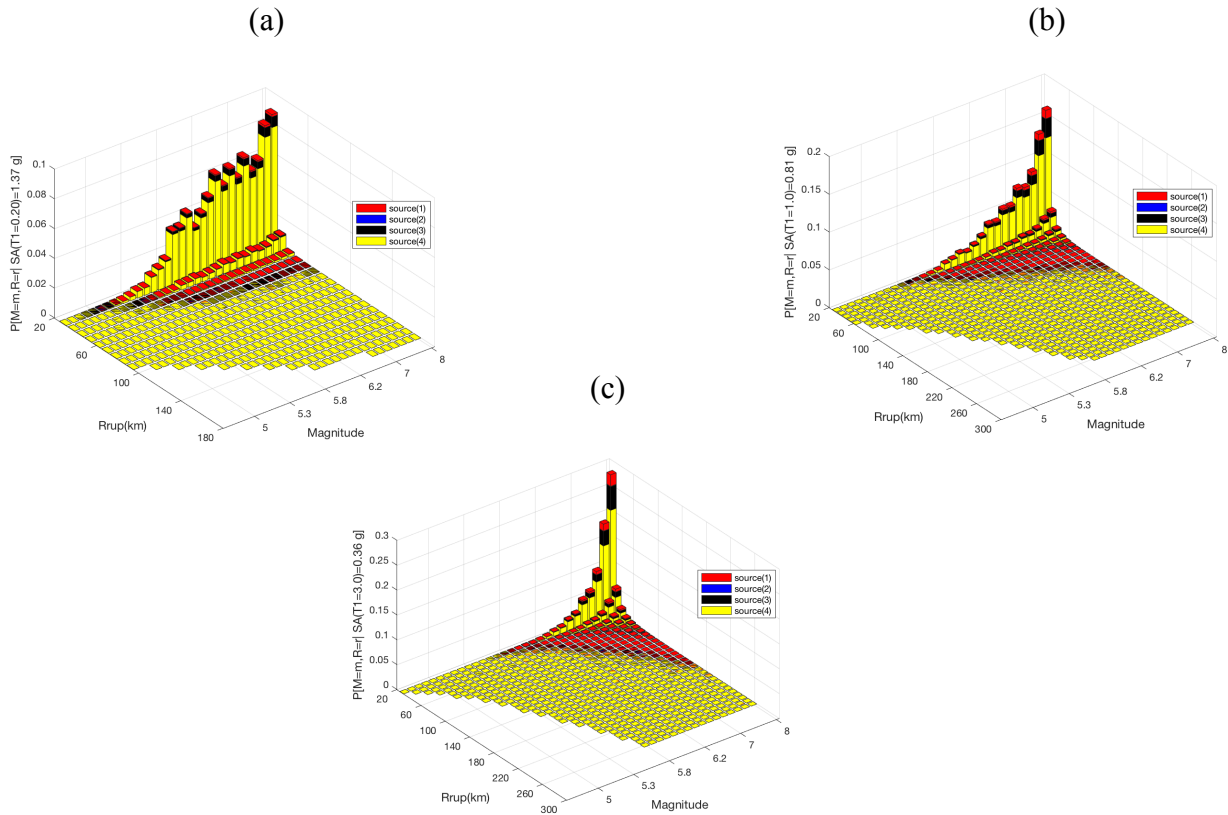 (a)
P[M=m,R=r| SA(T1=0.20)=1.37 g]
0.1
0.08
0.06
0.04
0.02
0
20
60
100
140
180
Rrup(km)
5
5.3
5.8
6.2
7
8
Magnitude
source(1)
source(2)
source(3)
source(4)
(b)
P[M=m,R=r| SA(T1=1.0)=0.81 g]
0.2
0.15
0.1
0.05
0
20
60
100
140
180
220
260
300
Rrup(km)
5
5.3
5.8
6.2
7
8
Magnitude
source(1)
source(2)
source(3)
source(4)
(c)
P[M=m,R=r| SA(T1=3.0)=0.36 g]
0.3
0.25
0.2
0.15
0.1
0.05
0
20
60
100
140
180
220
260
300
Rrup(km)
5
5.3
5.8
6.2
7
8
Magnitude
source(1)
source(2)
source(3)
source(4)